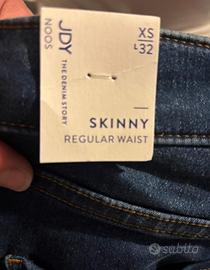 JDY
THE DENIM STORY
NOOS
XS
L32
SKINNY
REGULAR WAIST
subito